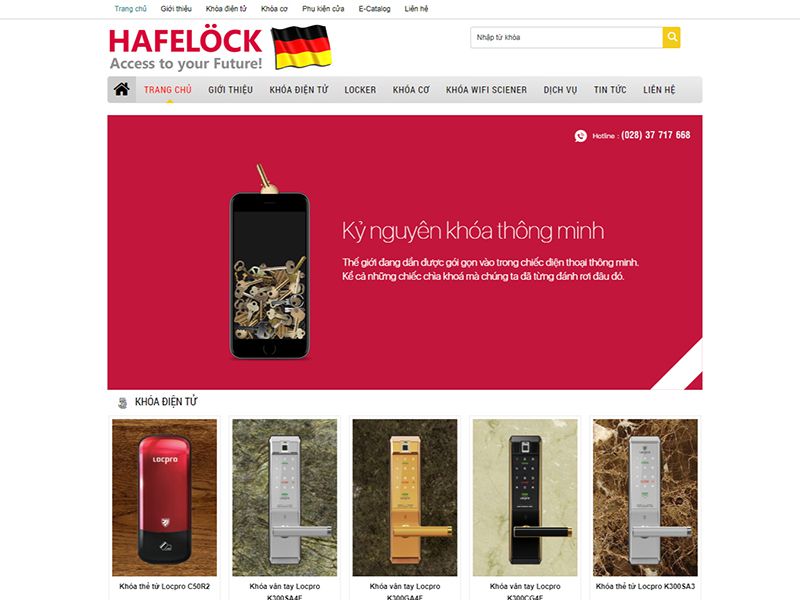 Trang chủ Giới thiệu Khóa điện tử Khóa cơ Phụ kiện cửa E-Catalog Liên hệ
HAFELÖCK
Access to your Future!
Nhập từ khóa
TRANG CHỦ GIỚI THIỆU KHÓA ĐIỆN TỬ LOCKER KHÓA CƠ KHÓA WIFI SCIENER DỊCH VỤ TIN TỨC LIÊN HỆ
Hotline : (028) 37 717 668
Kỷ nguyên khóa thông minh
Thế giới đang dần được gói gọn vào trong chiếc điện thoại thông minh.
Kể cả những chiếc chìa khoá mà chúng ta đã từng đánh rơi đâu đó.
KHÓA ĐIỆN TỬ
Locpro
Khóa thẻ từ Locpro C50R2 Khóa vân tay Locpro Khóa vân tay Locpro Khóa vân tay Locpro Khóa thẻ từ Locpro K300SA3
K300SA4F K300GA4F K300CG4F